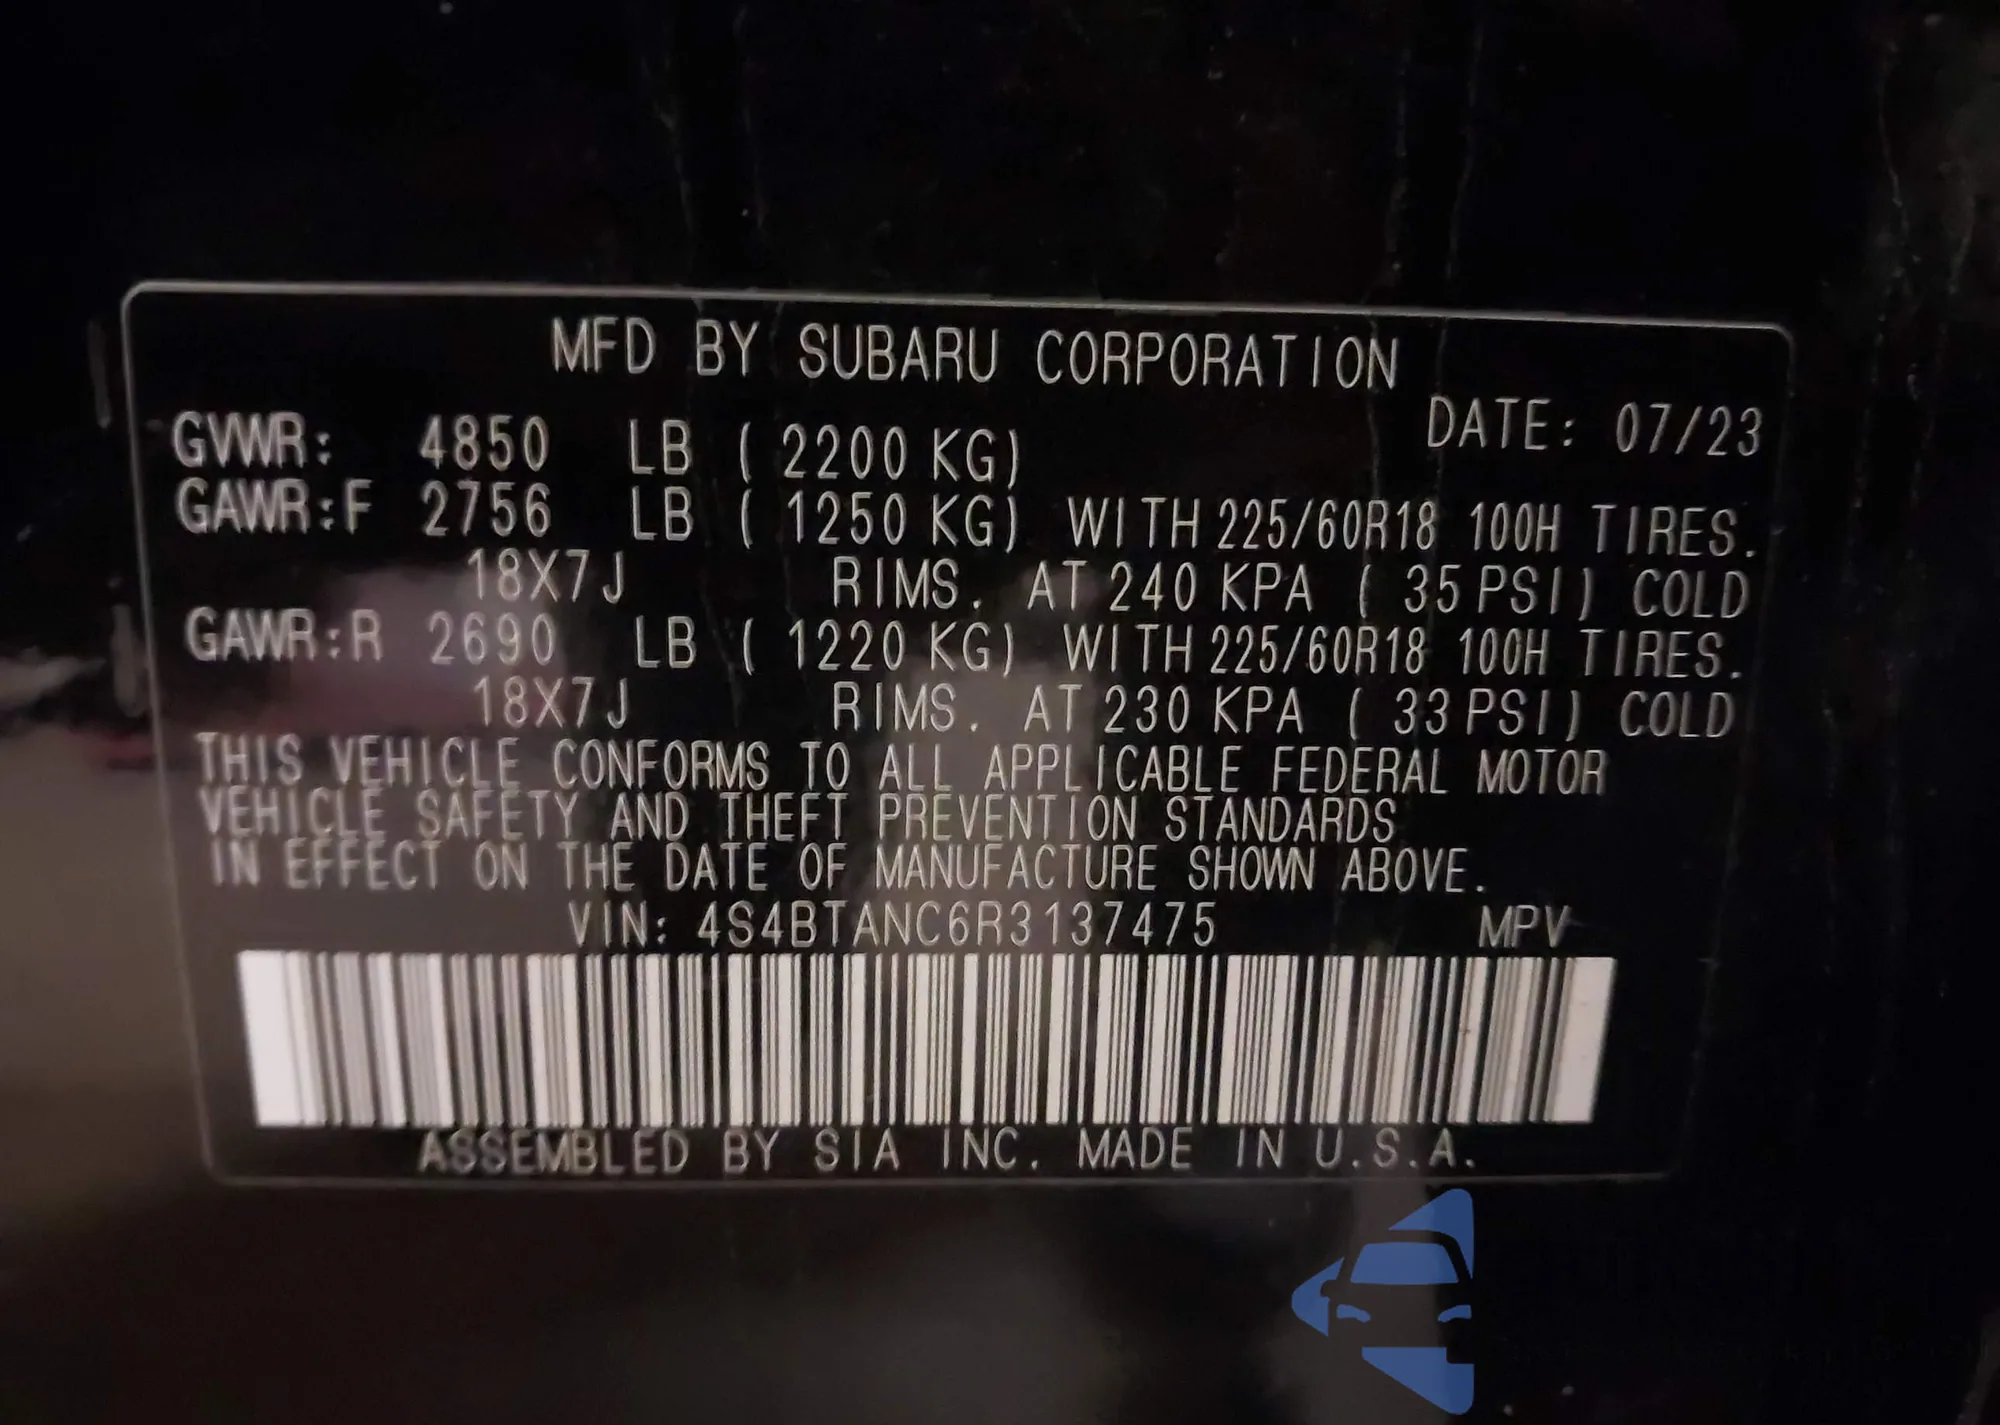 MFD BY SUBARU CORPORATION
DATE: 07/23
GVWR: 4850 LB ( 2200 KG)
GAWR:F 2756 LB ( 1250 KG) WITH 225/60R18 100H TIRES.
18X7J RIMS. AT 240 KPA ( 35 PSI) COLD
GAWR:R 2690 LB ( 1220 KG) WITH 225/60R18 100H TIRES.
18X7J RIMS. AT 230 KPA ( 33 PSI) COLD
THIS VEHICLE CONFORMS TO ALL APPLICABLE FEDERAL MOTOR
VEHICLE SAFETY AND THEFT PREVENTION STANDARDS
IN EFFECT ON THE DATE OF MANUFACTURE SHOWN ABOVE.
VIN: 4S4BTANC6R3137475 MPV
ASSEMBLED BY SIA INC. MADE IN U.S.A.